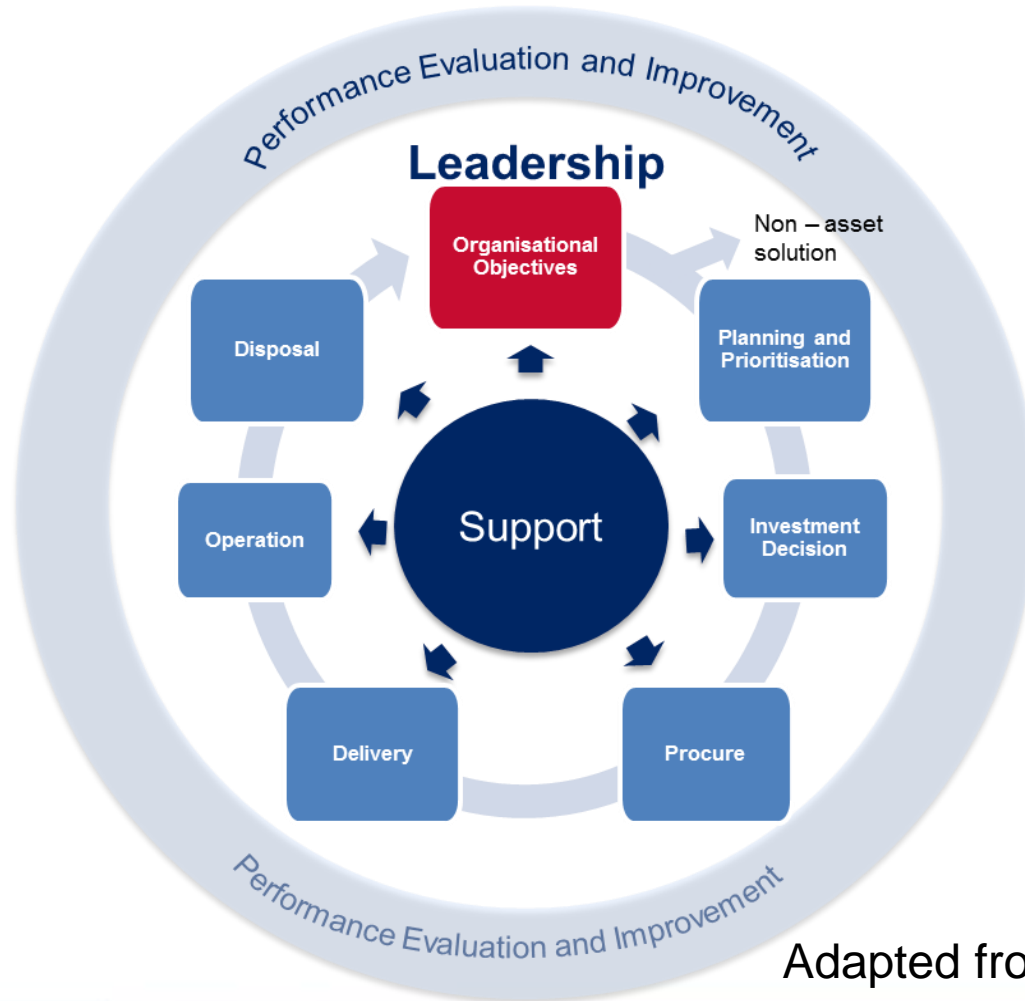 Performance Evaluation and Improvement
Leadership
Organisational
Objectives
Non – asset
solution
Planning and
Prioritisation
Disposal
Support
Operation
Investment
Decision
Delivery
Procure
Performance Evaluation and Improvement
Adapted